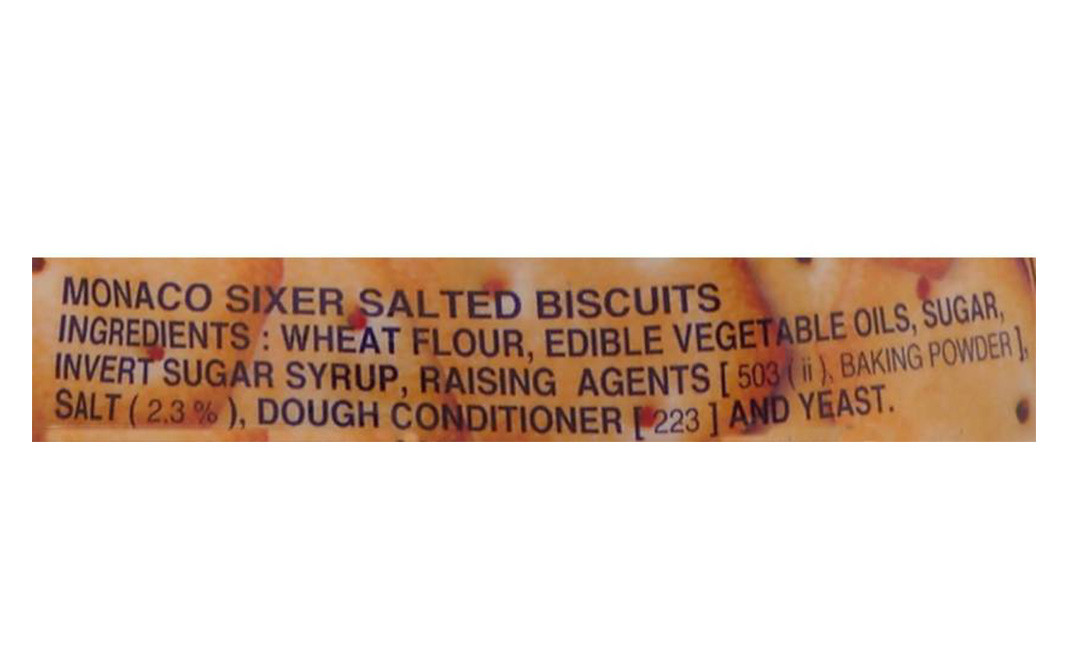 MONACO SIXER SALTED BISCUITS
INGREDIENTS : WHEAT FLOUR, EDIBLE VEGETABLE OILS, SUGAR,
INVERT SUGAR SYRUP, RAISING AGENTS [ 503 ( ii ), BAKING POWDER ],
SALT ( 2.3 % ), DOUGH CONDITIONER [ 223 ] AND YEAST.